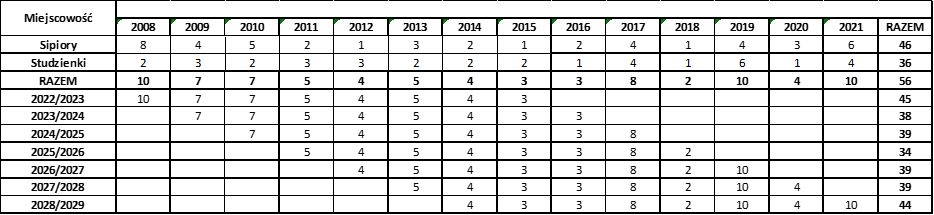 Miejscowość 2008 2009 2010 2011 2012 2013 2014 2015 2016 2017 2018 2019 2020 2021 RAZEM
Sipiory 8 4 5 2 1 3 2 1 2 4 1 4 3 6 46
Studzienki 2 3 2 3 3 2 2 2 1 4 1 6 1 4 36
RAZEM 10 7 7 5 4 5 4 3 3 8 2 10 4 10 56
2022/2023 10 7 7 5 4 5 4 3 45
2023/2024 7 7 5 4 5 4 3 3 38
2024/2025 7 5 4 5 4 3 3 8 39
2025/2026 5 4 5 4 3 3 8 2 34
2026/2027 4 5 4 3 3 8 2 10 39
2027/2028 5 4 3 3 8 2 10 4 39
2028/2029 4 3 3 8 2 10 4 10 44